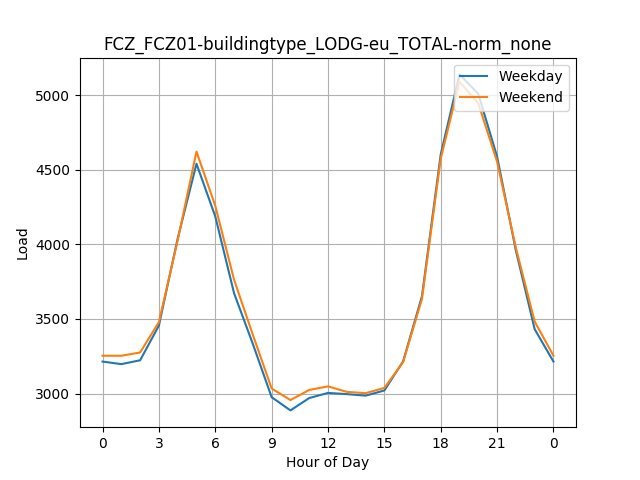 FCZ_FCZ01-buildingtype_LODG-eu_TOTAL-norm_none
Weekday
Weekend
5000
4500
4000
3500
3000
Load
0 3 6 9 12 15 18 21 0
Hour of Day